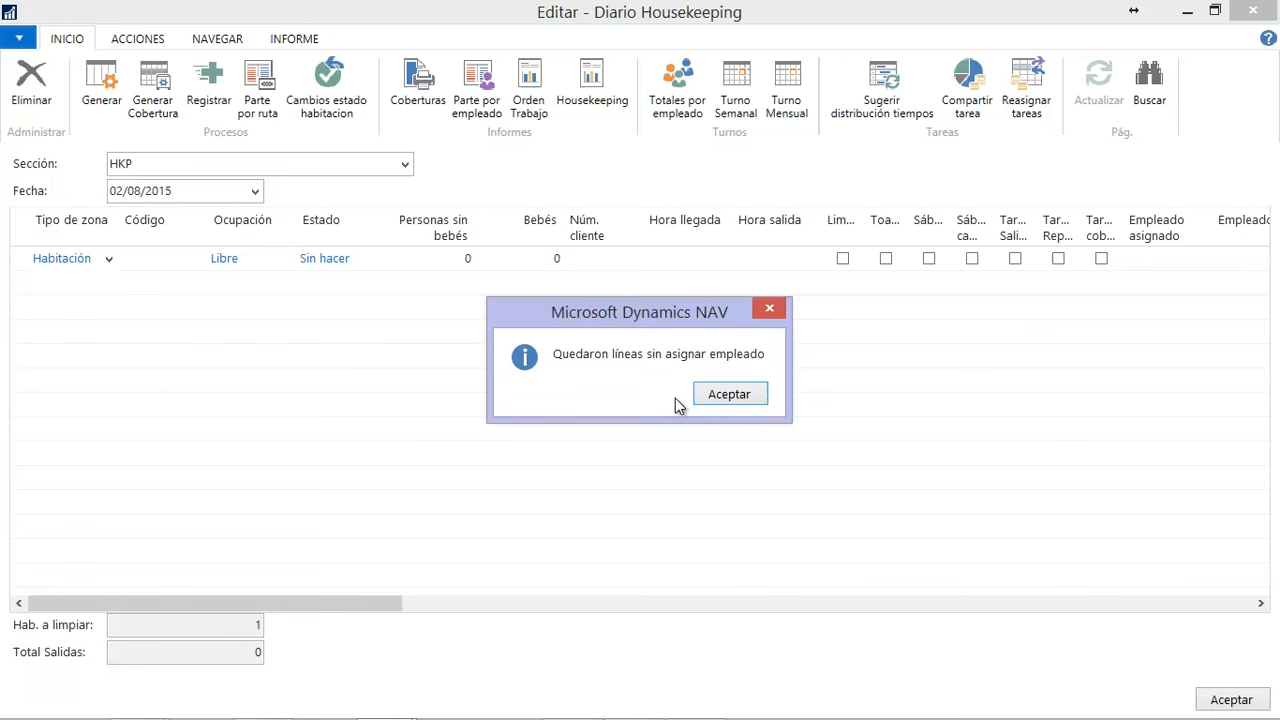 Editar - Diario Housekeeping
INICIO ACCIONES NAVEGAR INFORME
Eliminar
Generar
Generar
Cobertura
Registrar
Parte
por ruta
Cambios estado
habitacion
Coberturas
Parte por
empleado
Orden
Trabajo
Housekeeping
Totales por
empleado
Turno
Semanal
Turno
Mensual
Sugerir
distribución tiempos
Compartir
tarea
Reasignar
tareas
Actualizar
Buscar
Administrar Procesos Informes Turnos Tareas Pág.
Sección: HKP
Fecha: 02/08/2015
Tipo de zona
Código
Ocupación
Estado
Personas sin
bebés
Bebés
Núm.
cliente
Hora llegada
Hora salida
Lim...
Toa...
Sáb...
Sáb...
ca...
Tar...
Sali...
Tar...
Rep...
Tar...
cob...
Empleado
asignado
Empleado
Habitación Libre Sin hacer 0 0
Microsoft Dynamics NAV
Quedaron líneas sin asignar empleado
Aceptar
Hab. a limpiar: 1
Total Salidas: 0
Aceptar